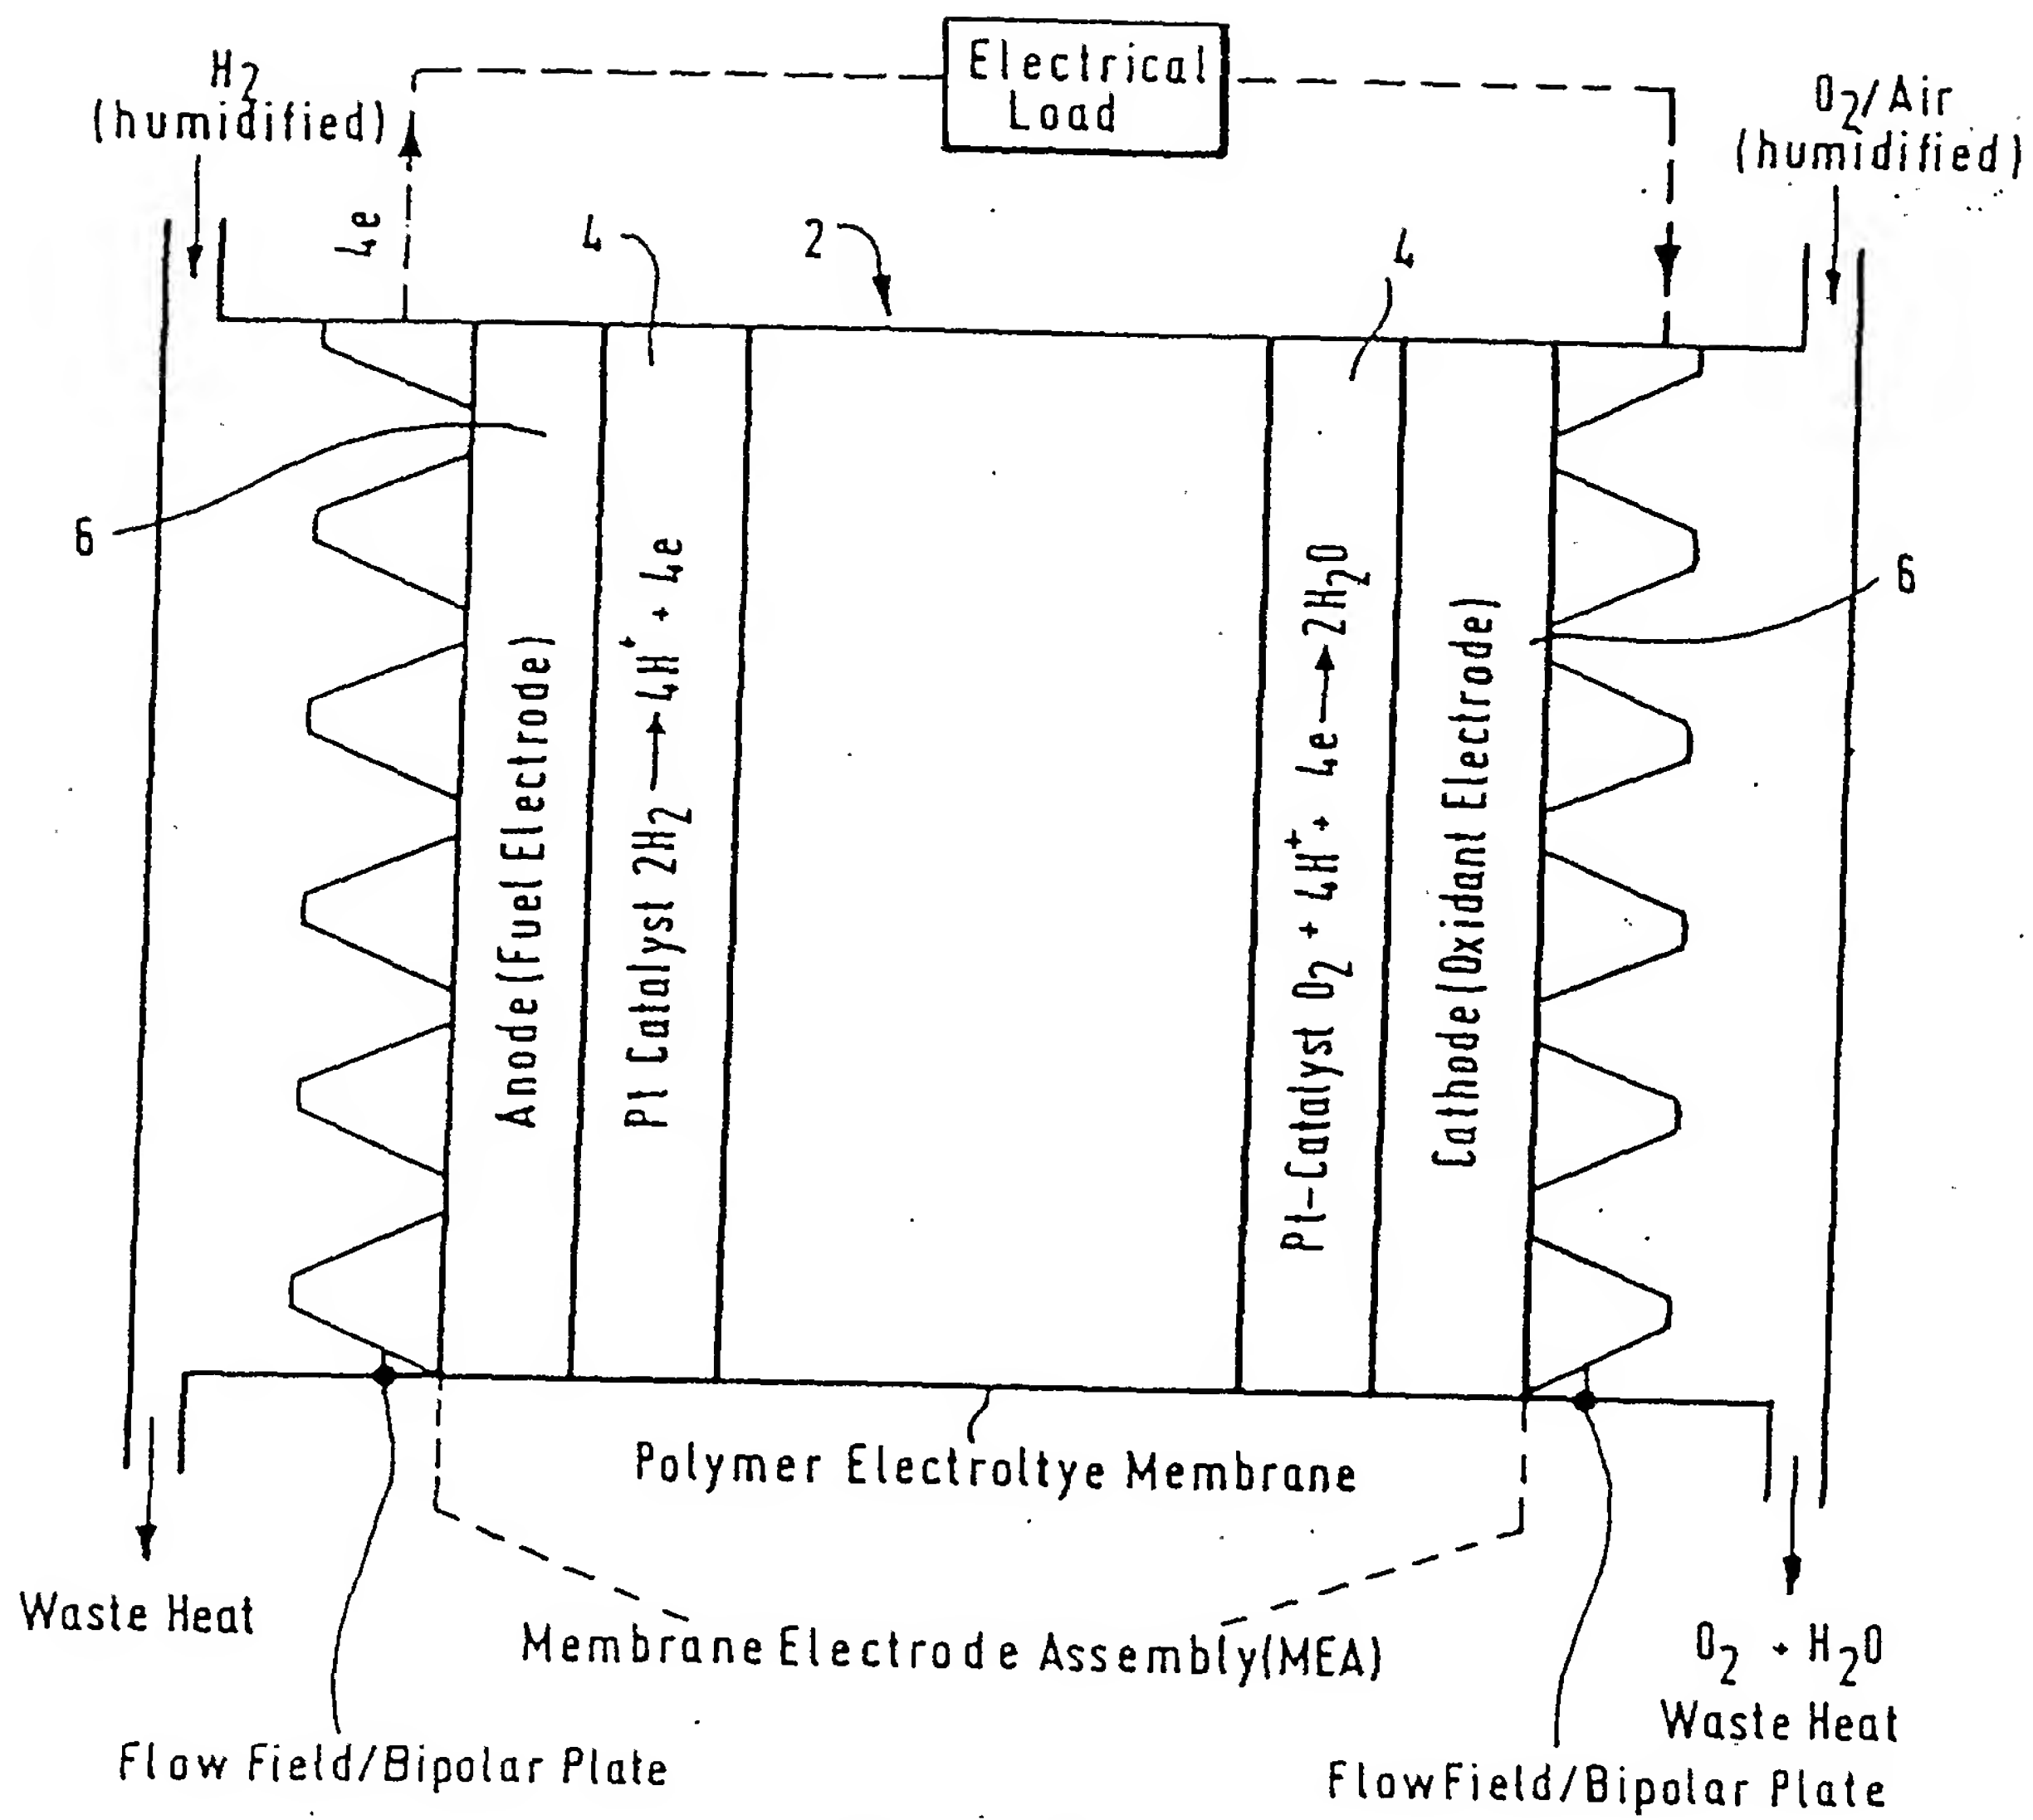 Electrical
Load
H2
(humidified)
O2/Air
(humidified)
4e
4
2
4
6
6
Anode(Fuel Electrode)
Pt Catalyst 2H2 → 4H+ + 4e
Pt-Catalyst O2 + 4H+ + 4e → 2H2O
Cathode(Oxidant Electrode)
Polymer Electroltye Membrane
Waste Heat
Membrane Electrode Assembly(MEA)
O2 + H2O
Waste Heat
Flow Field/Bipolar Plate
FlowField/Bipolar Plate